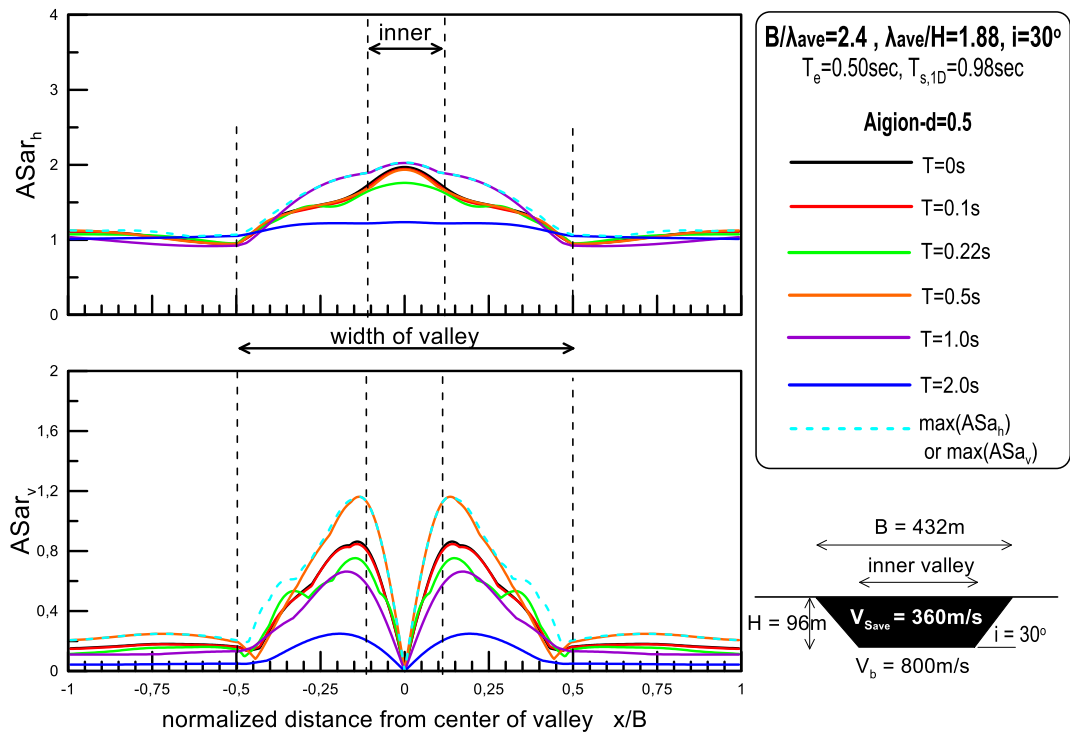 4
3
2
1
0
ASar_h
inner
width of valley
2
1,6
1,2
0,8
0,4
0
ASar_v
-1
-0,75
-0,5
-0,25
0
0,25
0,5
0,75
1
normalized distance from center of valley x/B
B/λave=2.4 , λave/H=1.88, i=30º
T_e=0.50sec, T_s,1D=0.98sec
Aigion-d=0.5
T=0s
T=0.1s
T=0.22s
T=0.5s
T=1.0s
T=2.0s
max(ASa_h)
or max(ASa_v)
B = 432m
inner valley
H = 96m
V_Save = 360m/s
i = 30º
V_b = 800m/s